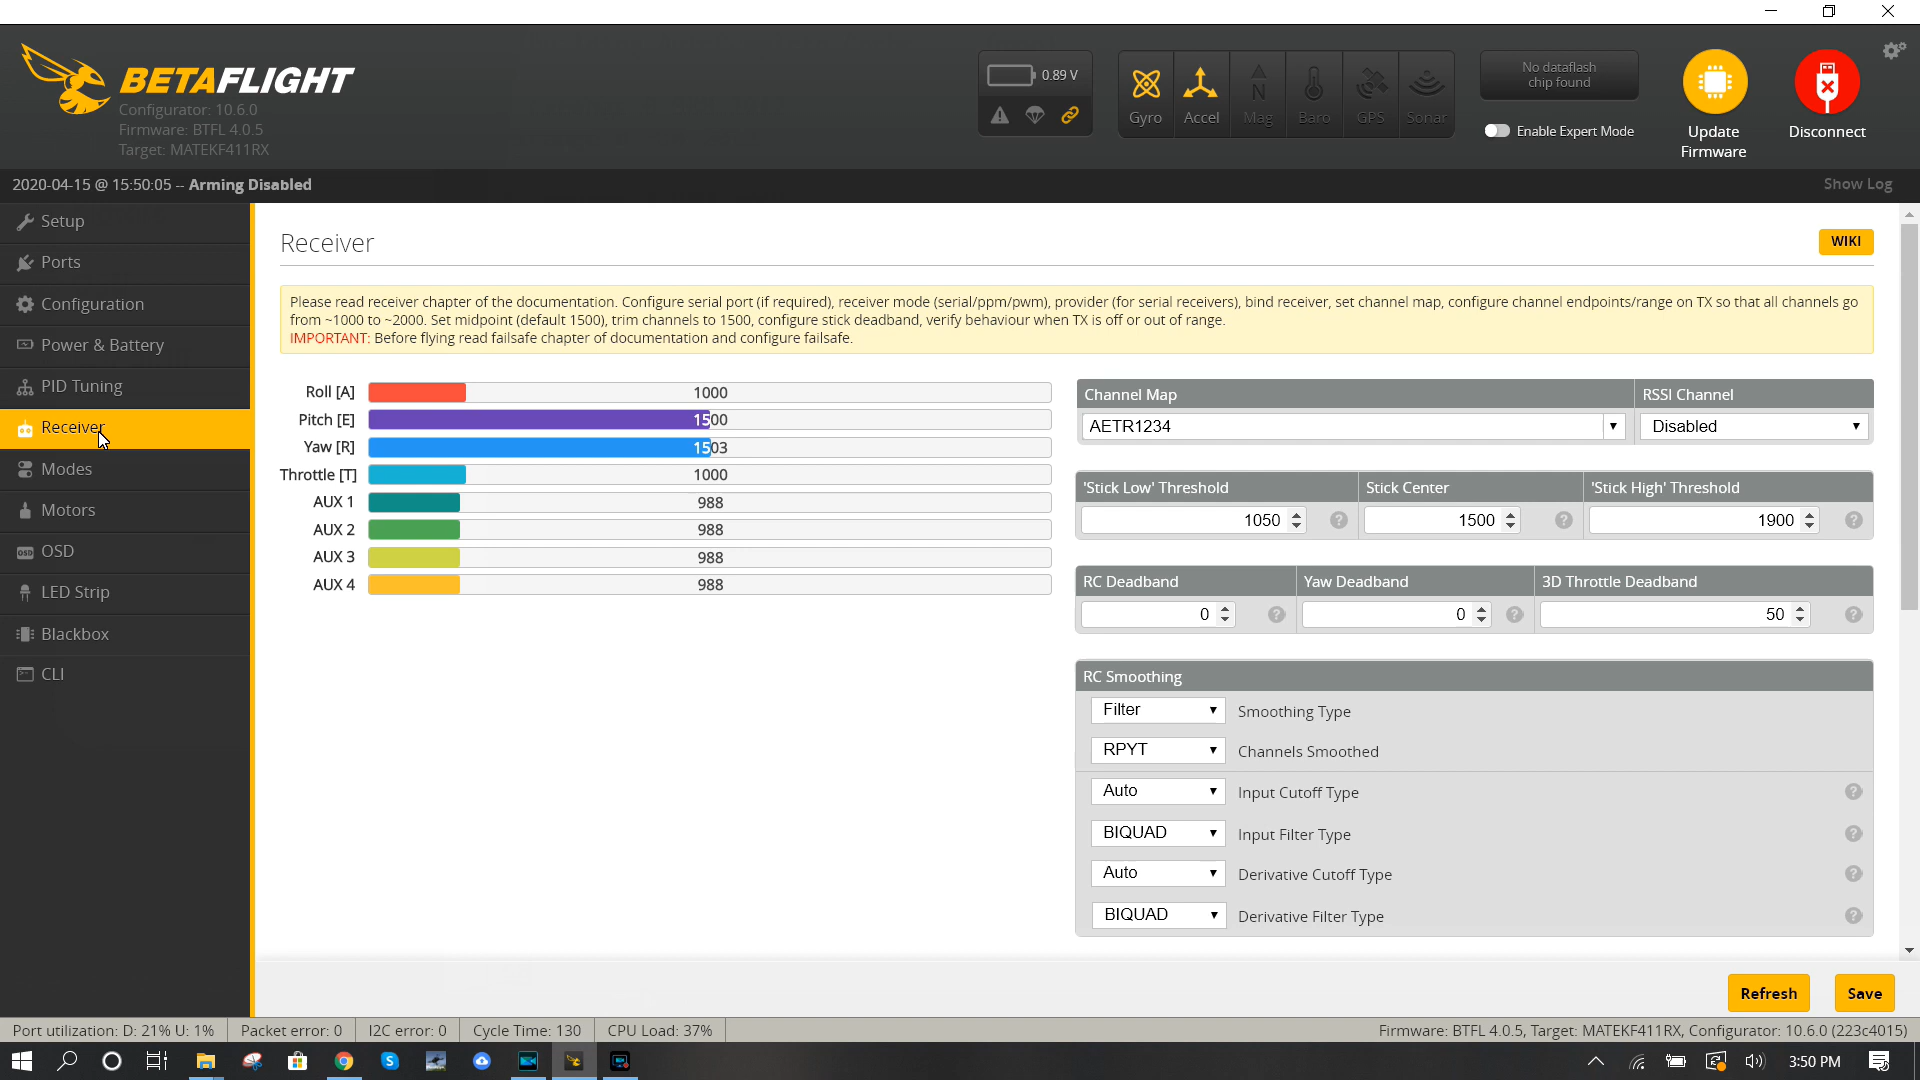 BETAFLIGHT
Configurator: 10.6.0
Firmware: BTFL 4.0.5
Target: MATEKF411RX
0.89 V
Gyro
Accel
Mag
Baro
GPS
Sonar
No dataflash
chip found
Enable Expert Mode
Update
Firmware
Disconnect
2020-04-15 @ 15:50:05 -- Arming Disabled
Show Log
Setup
Ports
Configuration
Power & Battery
PID Tuning
Receiver
Modes
Motors
OSD OSD
LED Strip
Blackbox
CLI
Receiver
WIKI
Please read receiver chapter of the documentation. Configure serial port (if required), receiver mode (serial/ppm/pwm), provider (for serial receivers), bind receiver, set channel map, configure channel endpoints/range on TX so that all channels go
from ~1000 to ~2000. Set midpoint (default 1500), trim channels to 1500, configure stick deadband, verify behaviour when TX is off or out of range.
IMPORTANT: Before flying read failsafe chapter of documentation and configure failsafe.
Roll [A] 1000
Pitch [E] 1500
Yaw [R] 1503
Throttle [T] 1000
AUX 1 988
AUX 2 988
AUX 3 988
AUX 4 988
Channel Map RSSI Channel
AETR1234 Disabled
'Stick Low' Threshold Stick Center 'Stick High' Threshold
1050 ? 1500 ? 1900 ?
RC Deadband Yaw Deadband 3D Throttle Deadband
0 ? 0 ? 50 ?
RC Smoothing
Filter Smoothing Type
RPYT Channels Smoothed
Auto Input Cutoff Type ?
BIQUAD Input Filter Type ?
Auto Derivative Cutoff Type ?
BIQUAD Derivative Filter Type ?
Refresh Save
Port utilization: D: 21% U: 1% Packet error: 0 I2C error: 0 Cycle Time: 130 CPU Load: 37% Firmware: BTFL 4.0.5, Target: MATEKF411RX, Configurator: 10.6.0 (223c4015)
3:50 PM